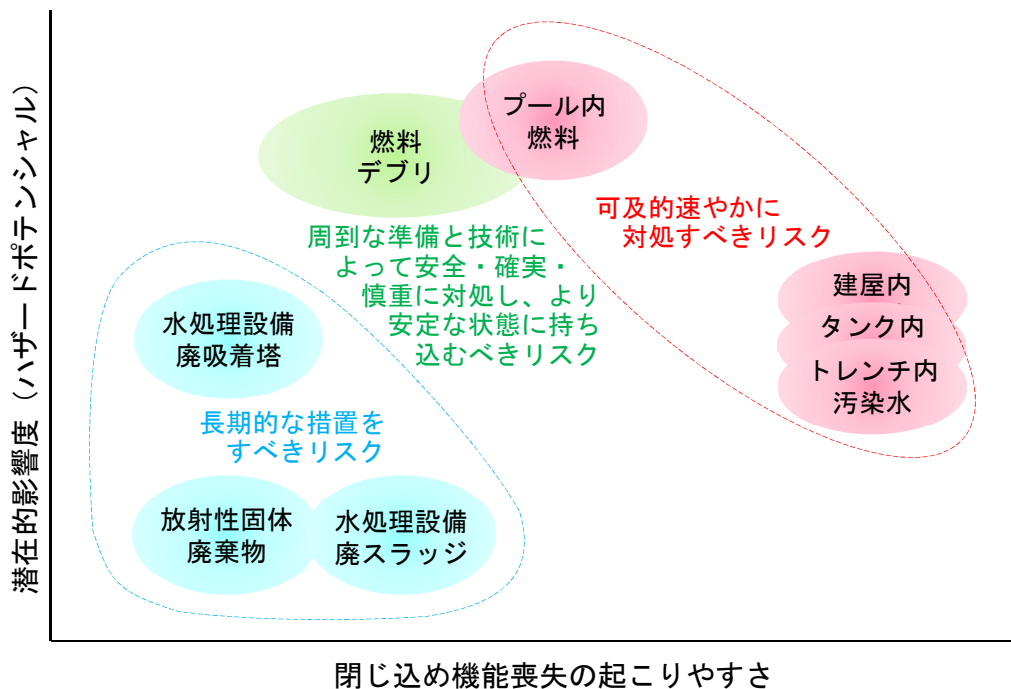 潜在的影響度（ハザードポテンシャル）
プール内
燃料
燃料
デブリ
可及的速やかに
対処すべきリスク
周到な準備と技術に
よって安全・確実・
慎重に対処し、より
安定な状態に持ち
込むべきリスク
建屋内
タンク内
トレンチ内
汚染水
水処理設備
廃吸着塔
長期的な措置を
すべきリスク
放射性固体
廃棄物
水処理設備
廃スラッジ
閉じ込め機能喪失の起こりやすさ